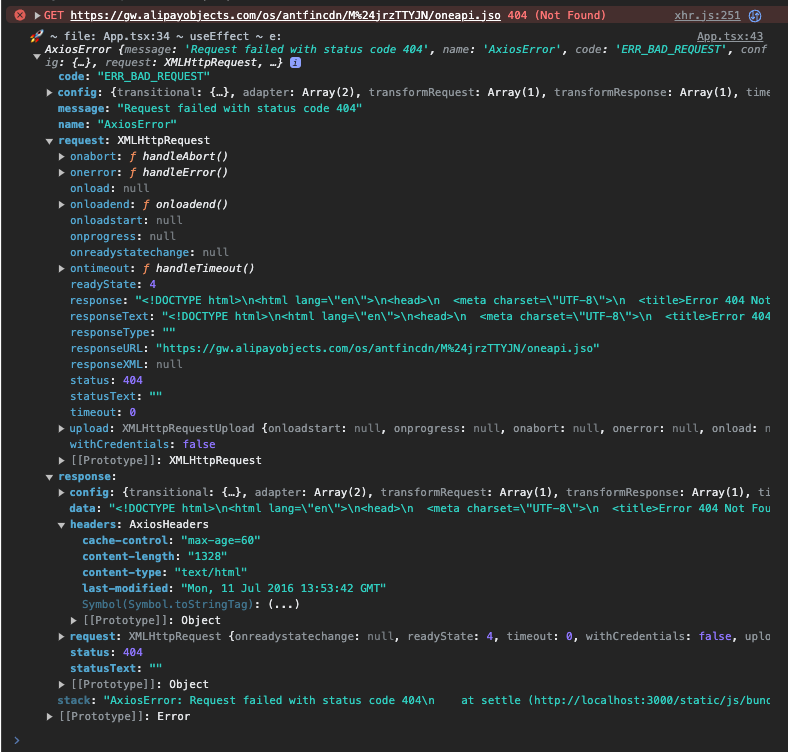 GET https://gw.alipayobjects.com/os/antfincdn/M%24jrzTTYJN/oneapi.jso 404 (Not Found) xhr.js:251
🚀 ~ file: App.tsx:34 ~ useEffect ~ e: App.tsx:43
AxiosError {message: 'Request failed with status code 404', name: 'AxiosError', code: 'ERR_BAD_REQUEST', conf
ig: {…}, request: XMLHttpRequest, …} i
code: "ERR_BAD_REQUEST"
config: {transitional: {…}, adapter: Array(2), transformRequest: Array(1), transformResponse: Array(1), time
message: "Request failed with status code 404"
name: "AxiosError"
request: XMLHttpRequest
onabort: ƒ handleAbort()
onerror: ƒ handleError()
onload: null
onloadend: ƒ onloadend()
onloadstart: null
onprogress: null
onreadystatechange: null
ontimeout: ƒ handleTimeout()
readyState: 4
response: "<!DOCTYPE html>\n<html lang=\"en\">\n<head>\n  <meta charset=\"UTF-8\">\n  <title>Error 404 Not
responseText: "<!DOCTYPE html>\n<html lang=\"en\">\n<head>\n  <meta charset=\"UTF-8\">\n  <title>Error 404
responseType: ""
responseURL: "https://gw.alipayobjects.com/os/antfincdn/M%24jrzTTYJN/oneapi.jso"
responseXML: null
status: 404
statusText: ""
timeout: 0
upload: XMLHttpRequestUpload {onloadstart: null, onprogress: null, onabort: null, onerror: null, onload: n
withCredentials: false
[[Prototype]]: XMLHttpRequest
response:
config: {transitional: {…}, adapter: Array(2), transformRequest: Array(1), transformResponse: Array(1), ti
data: "<!DOCTYPE html>\n<html lang=\"en\">\n<head>\n  <meta charset=\"UTF-8\">\n  <title>Error 404 Not Fou
headers: AxiosHeaders
cache-control: "max-age=60"
content-length: "1328"
content-type: "text/html"
last-modified: "Mon, 11 Jul 2016 13:53:42 GMT"
Symbol(Symbol.toStringTag): (...)
[[Prototype]]: Object
request: XMLHttpRequest {onreadystatechange: null, readyState: 4, timeout: 0, withCredentials: false, uplo
status: 404
statusText: ""
[[Prototype]]: Object
stack: "AxiosError: Request failed with status code 404\n    at settle (http://localhost:3000/static/js/bund
[[Prototype]]: Error